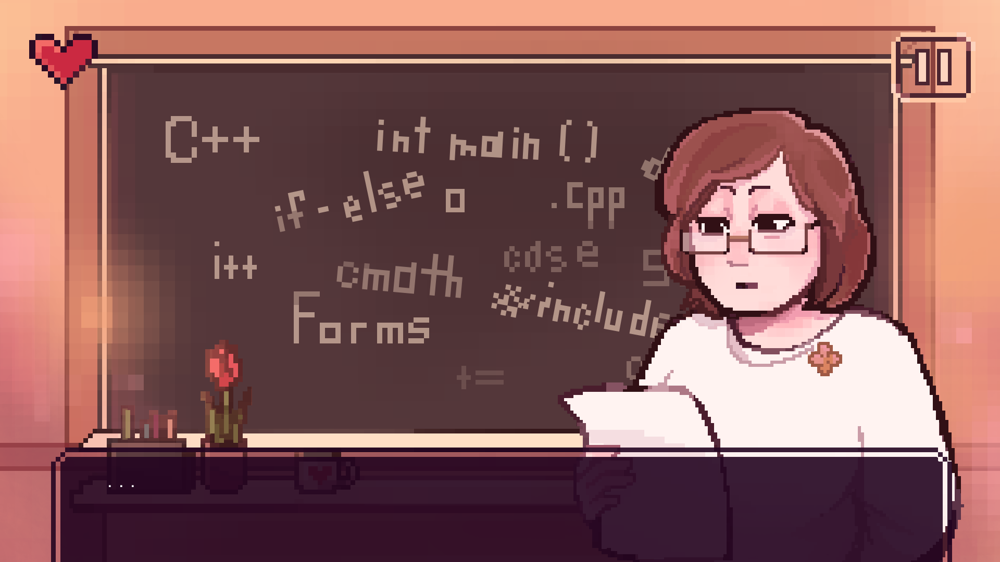 C++
int main ()
if-else
.cpp
i++
cmath
case
#include
Forms
+=
...